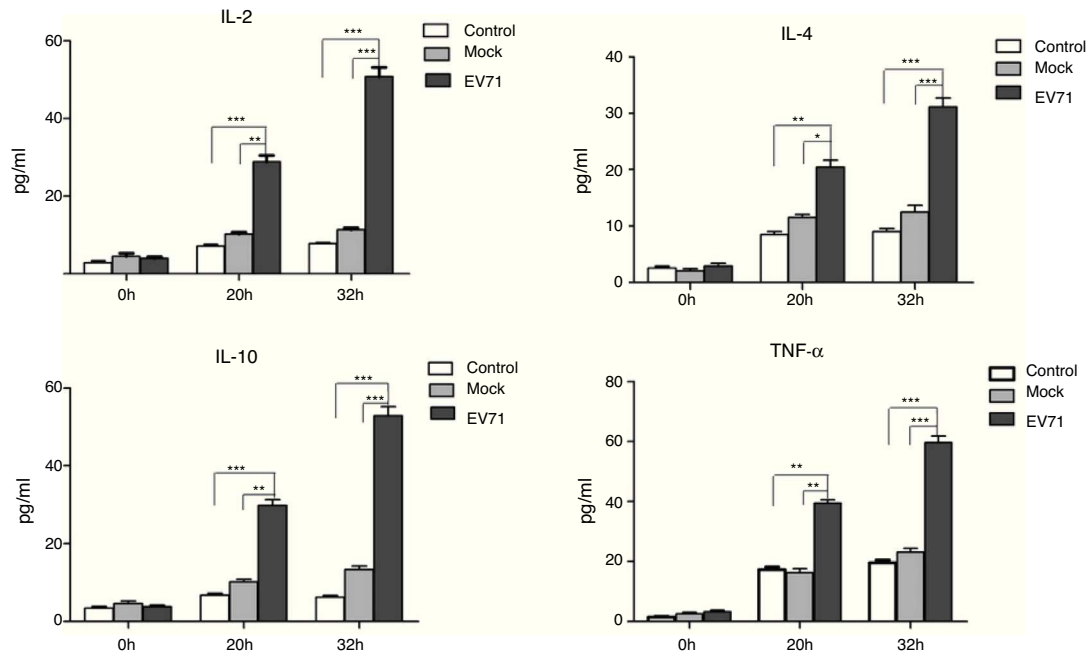 IL-2
Control
Mock
EV71
pg/ml
60
40
20
***
**
***
***
0h
20h
32h
IL-4
Control
Mock
EV71
pg/ml
40
30
20
10
0
**
*
***
***
0h
20h
32h
IL-10
Control
Mock
EV71
pg/ml
60
40
20
0
***
**
***
***
0h
20h
32h
TNF-α
Control
Mock
EV71
pg/ml
80
60
40
20
0
**
**
***
***
0h
20h
32h